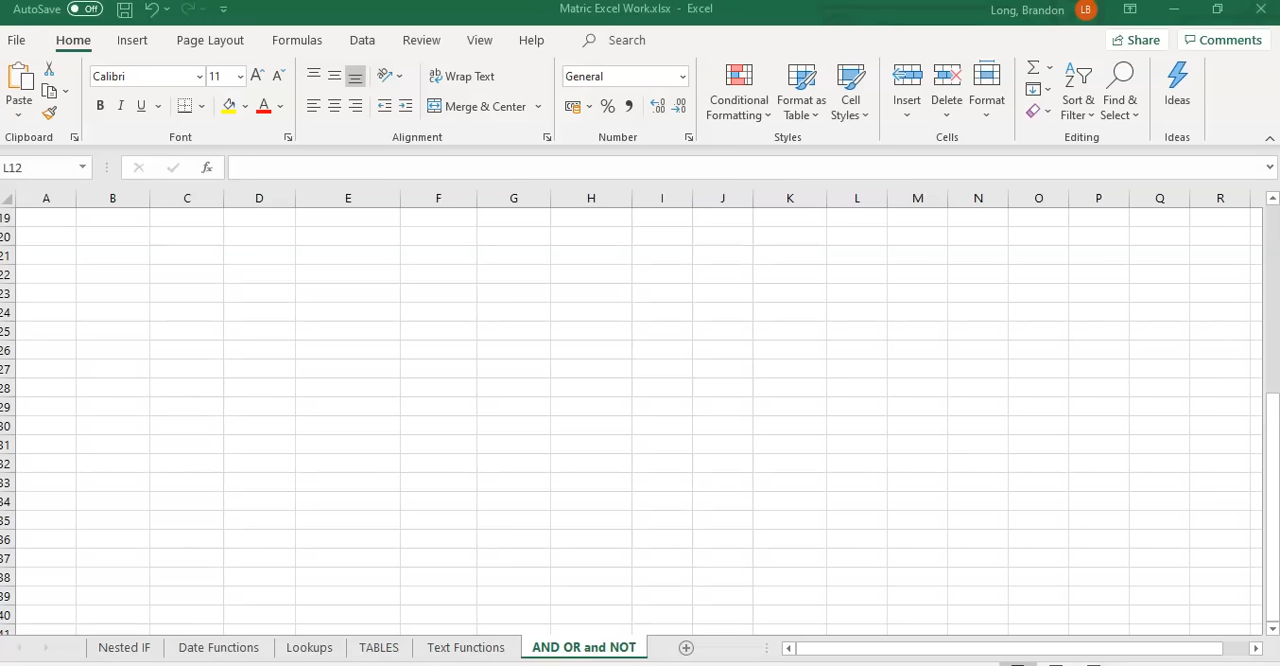 AutoSave Off Matric Excel Work.xlsx - Excel Long, Brandon LB
File Home Insert Page Layout Formulas Data Review View Help Search Share Comments
Calibri 11 Wrap Text General
Paste B I U Merge & Center % Conditional Formatting Format as Table Cell Styles Insert Delete Format Sort & Filter Find & Select Ideas
Clipboard Font Alignment Number Styles Cells Editing Ideas
L12 fx
A B C D E F G H I J K L M N O P Q R
19
20
21
22
23
24
25
26
27
28
29
30
31
32
33
34
35
36
37
38
39
40
41
Nested IF Date Functions Lookups TABLES Text Functions AND OR and NOT